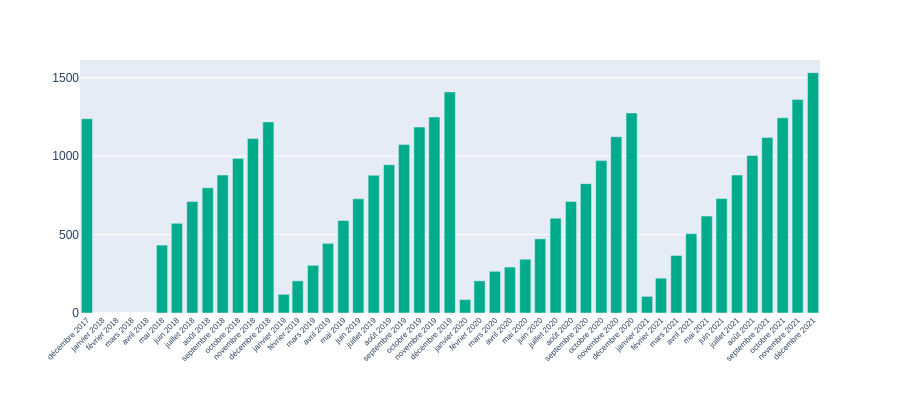 1500
1000
500
0
décembre 2017
janvier 2018
février 2018
mars 2018
avril 2018
mai 2018
juin 2018
juillet 2018
août 2018
septembre 2018
octobre 2018
novembre 2018
décembre 2018
janvier 2019
février 2019
mars 2019
avril 2019
mai 2019
juin 2019
juillet 2019
août 2019
septembre 2019
octobre 2019
novembre 2019
décembre 2019
janvier 2020
février 2020
mars 2020
avril 2020
mai 2020
juin 2020
juillet 2020
août 2020
septembre 2020
octobre 2020
novembre 2020
décembre 2020
janvier 2021
février 2021
mars 2021
avril 2021
mai 2021
juin 2021
juillet 2021
août 2021
septembre 2021
octobre 2021
novembre 2021
décembre 2021